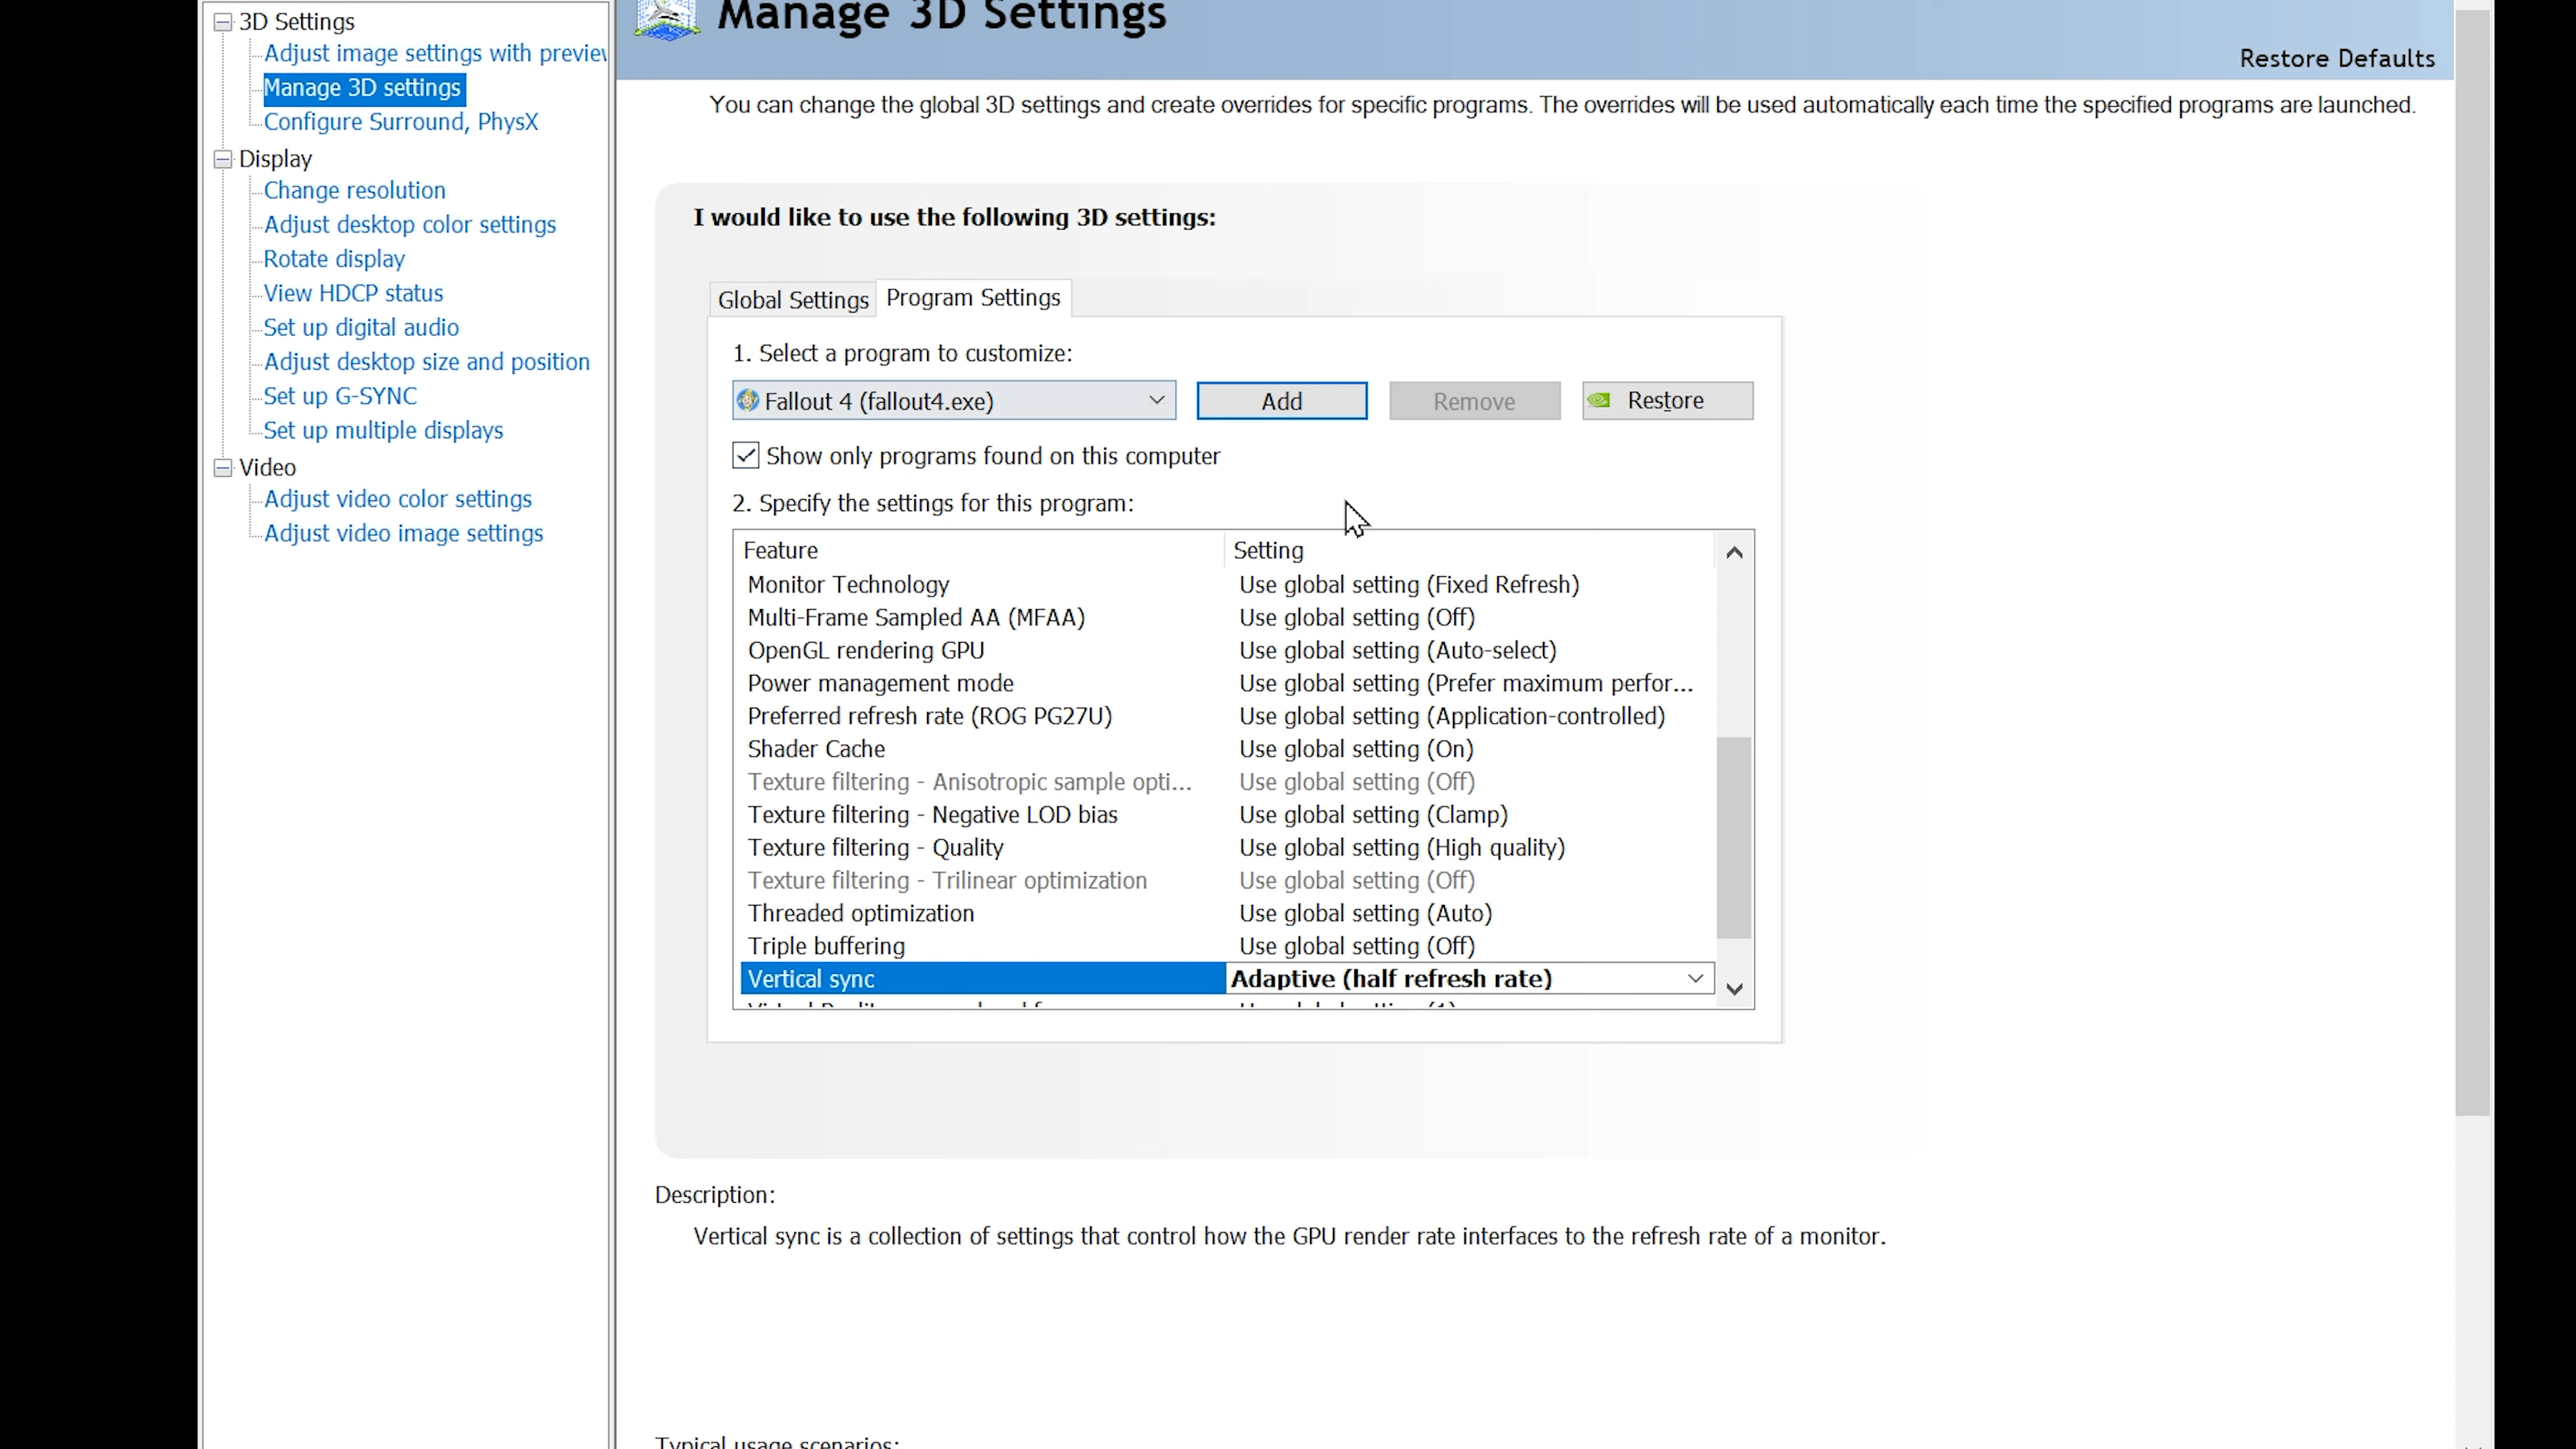 3D Settings
Adjust image settings with preview
Manage 3D settings
Configure Surround, PhysX
Display
Change resolution
Adjust desktop color settings
Rotate display
View HDCP status
Set up digital audio
Adjust desktop size and position
Set up G-SYNC
Set up multiple displays
Video
Adjust video color settings
Adjust video image settings
Manage 3D Settings
Restore Defaults
You can change the global 3D settings and create overrides for specific programs. The overrides will be used automatically each time the specified programs are launched.
I would like to use the following 3D settings:
Global Settings Program Settings
1. Select a program to customize:
Fallout 4 (fallout4.exe) Add Remove Restore
Show only programs found on this computer
2. Specify the settings for this program:
Feature Setting
Monitor Technology Use global setting (Fixed Refresh)
Multi-Frame Sampled AA (MFAA) Use global setting (Off)
OpenGL rendering GPU Use global setting (Auto-select)
Power management mode Use global setting (Prefer maximum perfor...
Preferred refresh rate (ROG PG27U) Use global setting (Application-controlled)
Shader Cache Use global setting (On)
Texture filtering - Anisotropic sample opti... Use global setting (Off)
Texture filtering - Negative LOD bias Use global setting (Clamp)
Texture filtering - Quality Use global setting (High quality)
Texture filtering - Trilinear optimization Use global setting (Off)
Threaded optimization Use global setting (Auto)
Triple buffering Use global setting (Off)
Vertical sync Adaptive (half refresh rate)
Description:
Vertical sync is a collection of settings that control how the GPU render rate interfaces to the refresh rate of a monitor.
Typical usage scenarios: